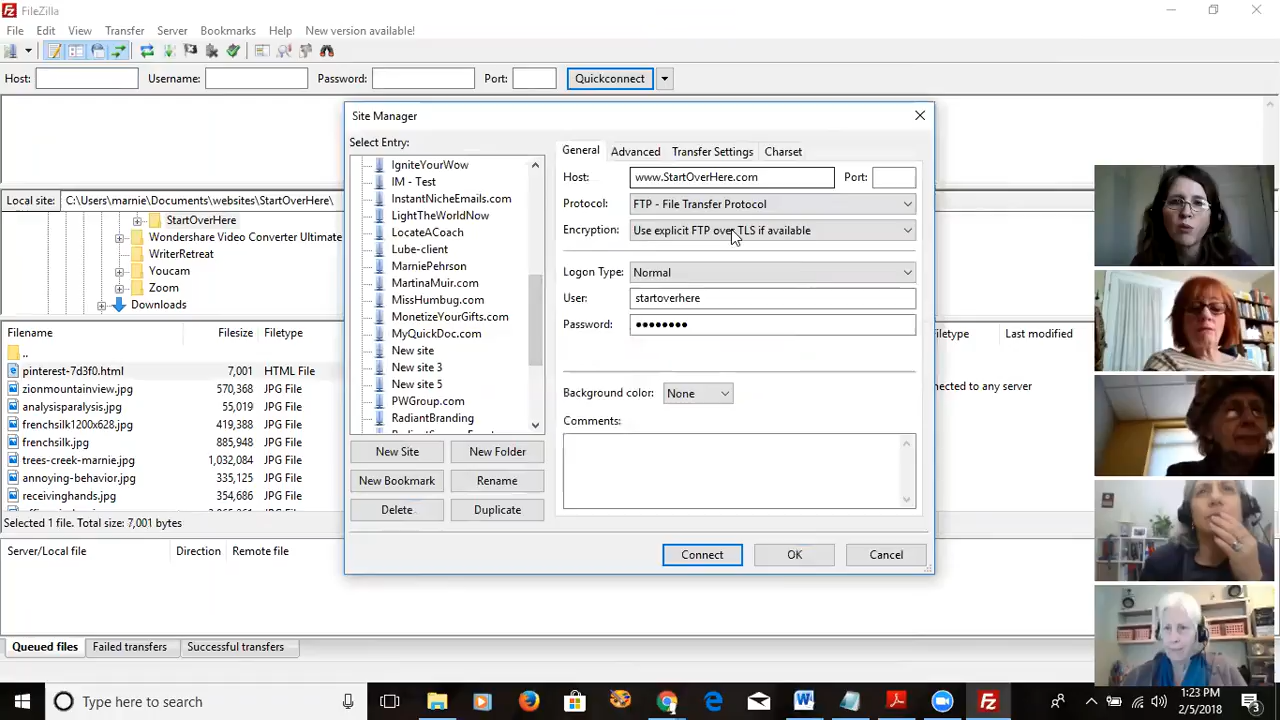 FileZilla
File Edit View Transfer Server Bookmarks Help New version available!
Host: Username: Password: Port: Quickconnect
Local site: C:\Users\marnie\Documents\websites\StartOverHere\
StartOverHere
Wondershare Video Converter Ultimate
WriterRetreat
Youcam
Zoom
Downloads
Filename Filesize Filetype
..
pinterest-7d3f0.html 7,001 HTML File
zionmountainview.jpg 570,368 JPG File
analysisparalysis.jpg 55,019 JPG File
frenchsilk1200x628.jpg 419,388 JPG File
frenchsilk.jpg 885,948 JPG File
trees-creek-marnie.jpg 1,032,084 JPG File
annoying-behavior.jpg 335,125 JPG File
receivinghands.jpg 354,686 JPG File
Selected 1 file. Total size: 7,001 bytes
Server/Local file Direction Remote file
Queued files Failed transfers Successful transfers
Site Manager
Select Entry:
IgniteYourWow
IM - Test
InstantNicheEmails.com
LightTheWorldNow
LocateACoach
Lube-client
MarniePehrson
MartinaMuir.com
MissHumbug.com
MonetizeYourGifts.com
MyQuickDoc.com
New site
New site 3
New site 5
PWGroup.com
RadiantBranding
New Site New Folder
New Bookmark Rename
Delete Duplicate
General Advanced Transfer Settings Charset
Host: www.StartOverHere.com Port:
Protocol: FTP - File Transfer Protocol
Encryption: Use explicit FTP over TLS if available
Logon Type: Normal
User: startoverhere
Password: ●●●●●●●●
Background color: None
Comments:
Connect OK Cancel
iletype Last modified
nected to any server
Type here to search
1:23 PM
2/5/2018
3